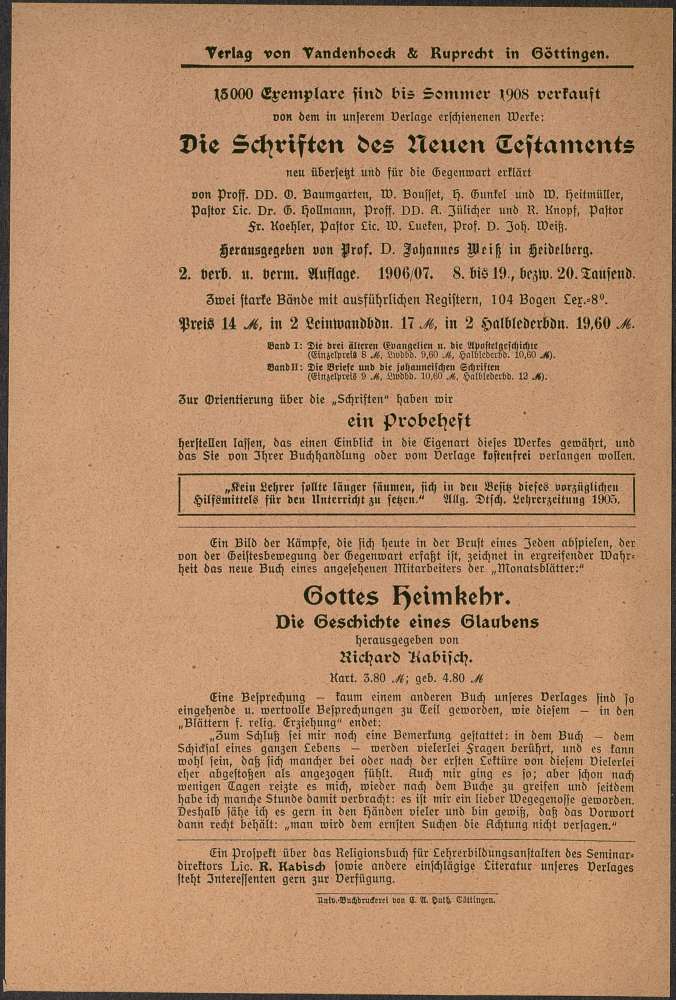 Verlag von Vandenhoeck & Ruprecht in Göttingen.
15000 Exemplare sind bis Sommer 1908 verkauft
von dem in unserem Verlage erschienenen Werke:
Die Schriften des Neuen Testaments
neu übersetzt und für die Gegenwart erklärt
von Proff. DD. O. Baumgarten, W. Bousset, H. Gunkel und W. Heitmüller,
Pastor Lic. Dr. G. Hollmann, Proff. DD. A. Jülicher und R. Knopf, Pastor
Fr. Koehler, Pastor Lic. W. Lueken, Prof. D. Joh. Weiß.
Herausgegeben von Prof. D. Johannes Weiß in Heidelberg.
2. verb. u. verm. Auflage. 1906/07. 8. bis 19., bezw. 20. Tausend.
Zwei starke Bände mit ausführlichen Registern, 104 Bogen Lex.=8⁰.
Preis 14 ℳ, in 2 Leinwandbdn. 17 ℳ, in 2 Halblederbdn. 19,60 ℳ.
Band I: Die drei älteren Evangelien u. die Apostelgeschichte
(Einzelpreis 8 ℳ, Lwdbd. 9,60 ℳ, Halblederbd. 10,60 ℳ).
Band II: Die Briefe und die johanneischen Schriften
(Einzelpreis 9 ℳ, Lwdbd. 10,60 ℳ, Halblederbd. 12 ℳ).
Zur Orientierung über die „Schriften“ haben wir
ein Probeheft
herstellen lassen, das einen Einblick in die Eigenart dieses Werkes gewährt, und
das Sie von Ihrer Buchhandlung oder vom Verlage kostenfrei verlangen wollen.
„Kein Lehrer sollte länger säumen, sich in den Besitz dieses vorzüglichen
Hilfsmittels für den Unterricht zu setzen.“ Allg. Dtsch. Lehrerzeitung 1905.
Ein Bild der Kämpfe, die sich heute in der Brust eines Jeden abspielen, der
von der Geistesbewegung der Gegenwart erfaßt ist, zeichnet in ergreifender Wahr=
heit das neue Buch eines angesehenen Mitarbeiters der „Monatsblätter:“
Gottes Heimkehr.
Die Geschichte eines Glaubens
herausgegeben von
Richard Kabisch.
Kart. 3.80 ℳ; geb. 4.80 ℳ
Eine Besprechung — kaum einem anderen Buch unseres Verlages sind so
eingehende u. wertvolle Besprechungen zu Teil geworden, wie diesem — in den
„Blättern f. relig. Erziehung“ endet:
„Zum Schluß sei mir noch eine Bemerkung gestattet: in dem Buch — dem
Schicksal eines ganzen Lebens — werden vielerlei Fragen berührt, und es kann
wohl sein, daß sich mancher bei oder nach der ersten Lektüre von diesem Vielerlei
eher abgestoßen als angezogen fühlt. Auch mir ging es so; aber schon nach
wenigen Tagen reizte es mich, wieder nach dem Buche zu greifen und seitdem
habe ich manche Stunde damit verbracht: es ist mir ein lieber Wegegenosse geworden.
Deshalb sähe ich es gern in den Händen vieler und bin gewiß, daß das Vorwort
dann recht behält: „man wird dem ernsten Suchen die Achtung nicht versagen.“
Ein Prospekt über das Religionsbuch für Lehrerbildungsanstalten des Seminar=
direktors Lic. R. Kabisch sowie andere einschlägige Literatur unseres Verlages
steht Interessenten gern zur Verfügung.
Univ.=Buchdruckerei von E. A. Huth, Göttingen.